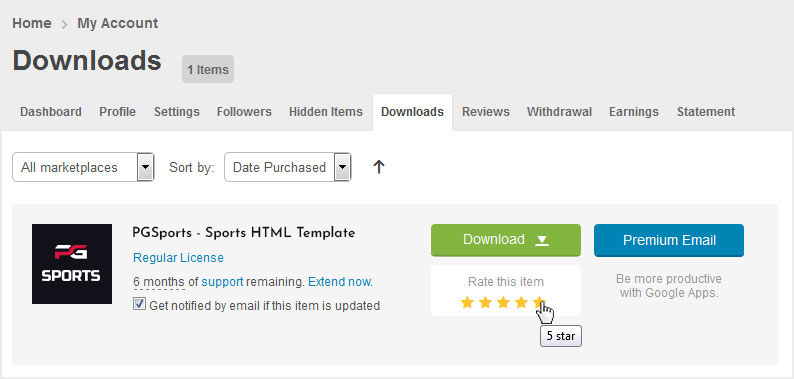 Home > My Account
Downloads 1 Items
Dashboard Profile Settings Followers Hidden Items Downloads Reviews Withdrawal Earnings Statement
All marketplaces Sort by: Date Purchased
PG
SPORTS
PGSports - Sports HTML Template
Regular License
6 months of support remaining. Extend now.
Get notified by email if this item is updated
Download
Rate this item
5 star
Premium Email
Be more productive
with Google Apps.